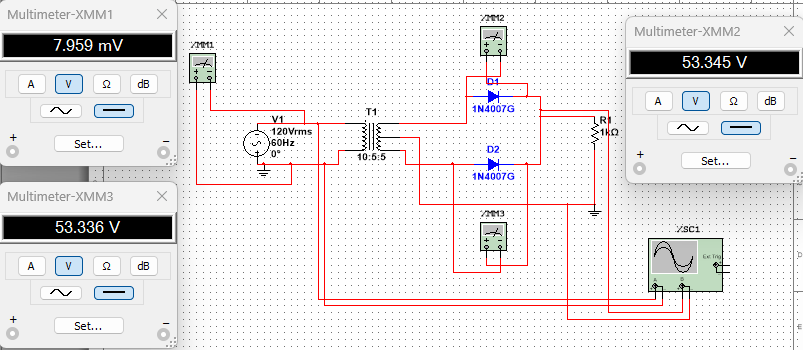 Multimeter-XMM1
7.959 mV
A V Ω dB
Set...
+ −
Multimeter-XMM3
53.336 V
A V Ω dB
Set...
+ −
Multimeter-XMM2
53.345 V
A V Ω dB
Set...
+ −
XMM1
XMM2
D1
1N4007G
V1
120Vrms
60Hz
0°
T1
10:5:5
D2
1N4007G
R1
1kΩ
XMM3
XSC1
Ext Trig
A B